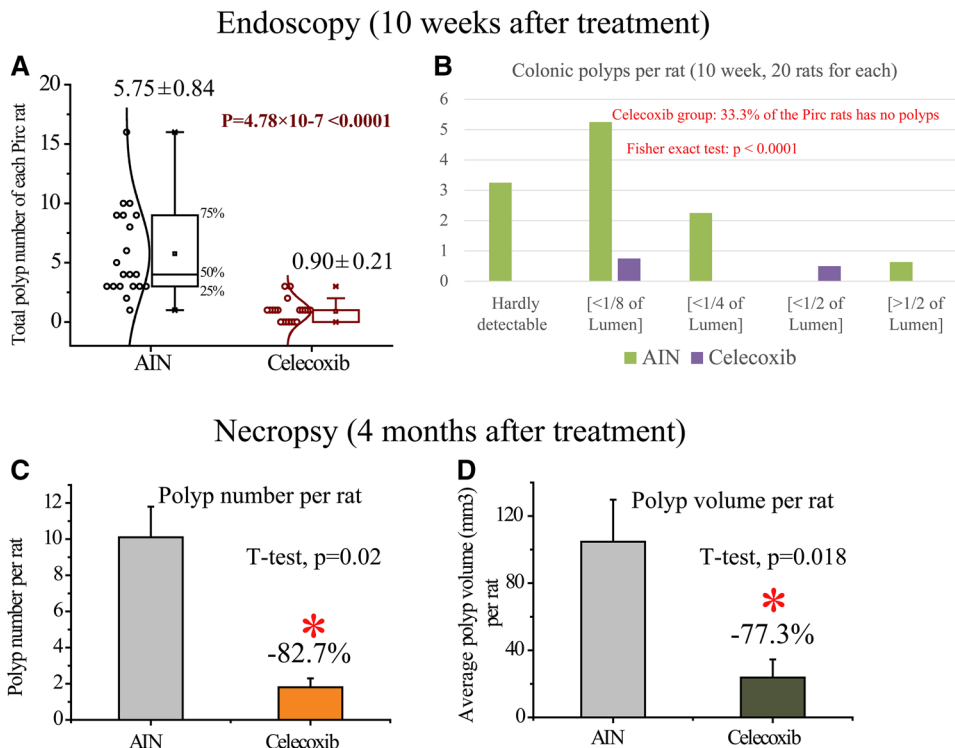 Endoscopy (10 weeks after treatment)
A
Total polyp number of each Pirc rat
20
15
10
5
0
5.75±0.84
P=4.78×10-7 <0.0001
75%
50%
25%
0.90±0.21
AIN
Celecoxib
B
Colonic polyps per rat (10 week, 20 rats for each)
6
5
4
3
2
1
0
Celecoxib group: 33.3% of the Pirc rats has no polyps
Fisher exact test: p < 0.0001
Hardly
detectable
[<1/8 of
Lumen]
[<1/4 of
Lumen]
[<1/2 of
Lumen]
[>1/2 of
Lumen]
AIN
Celecoxib
Necropsy (4 months after treatment)
C
Polyp number per rat
12
10
8
6
4
2
0
Polyp number per rat
T-test, p=0.02
*
-82.7%
AIN
Celecoxib
D
Average polyp volume (mm3)
per rat
120
80
40
0
Polyp volume per rat
T-test, p=0.018
*
-77.3%
AIN
Celecoxib